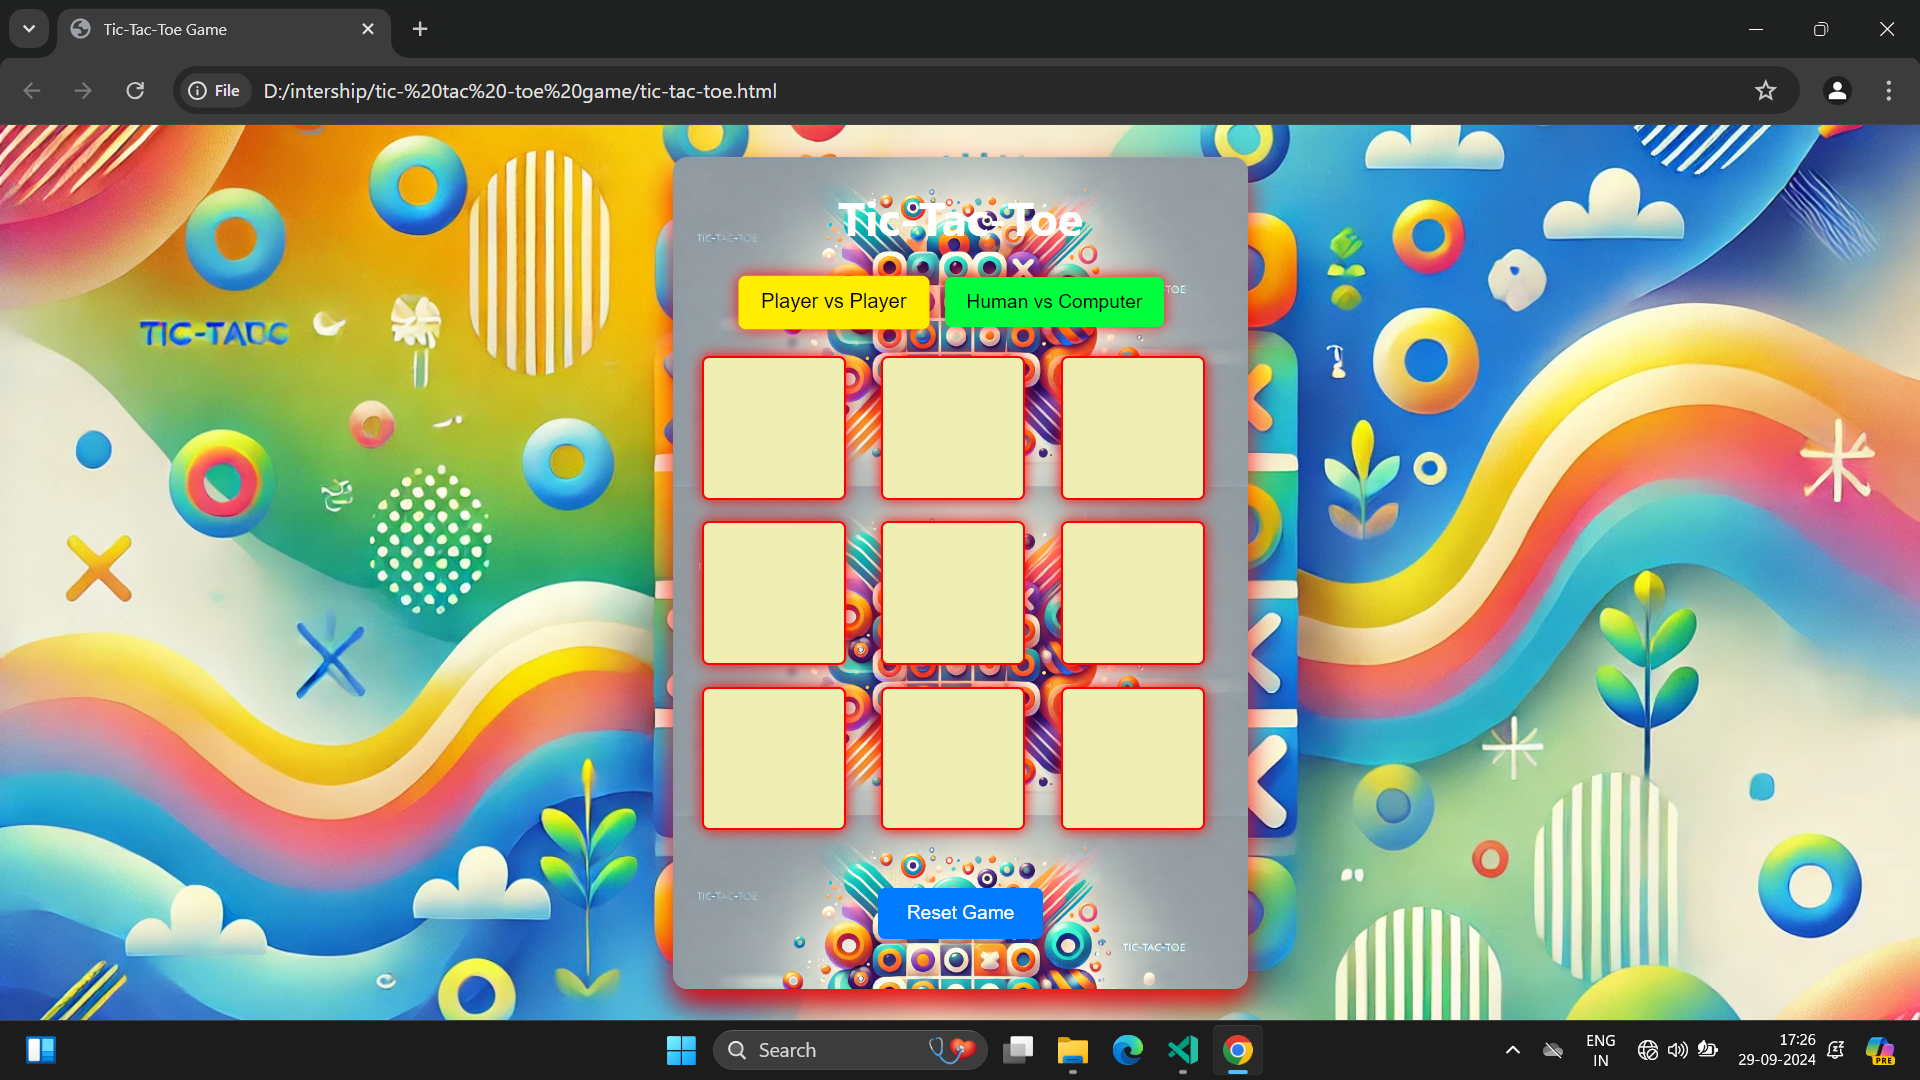 Tic-Tac-Toe Game
File D:/intership/tic-%20tac%20-toe%20game/tic-tac-toe.html
TIC-TAC-TOE
Tic-Tac-Toe
TOE
Player vs Player
Human vs Computer
TIC-TAC-TOE
Reset Game
TIC-TAC-TOE
Search
ENG
IN
17:26
29-09-2024
PRE